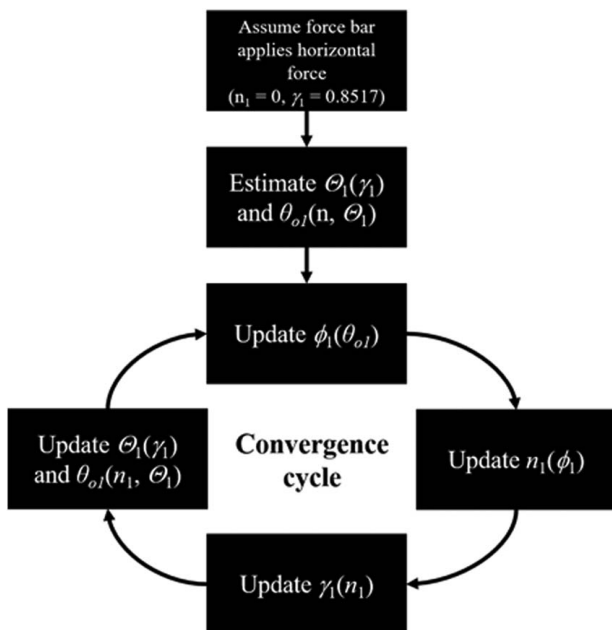 Assume force bar
applies horizontal
force
(n₁ = 0, γ₁ = 0.8517)
Estimate Θ₁(γ₁)
and θₒ₁(n, Θ₁)
Update ϕ₁(θₒ₁)
Update n₁(ϕ₁)
Update γ₁(n₁)
Update Θ₁(γ₁)
and θₒ₁(n₁, Θ₁)
Convergence
cycle